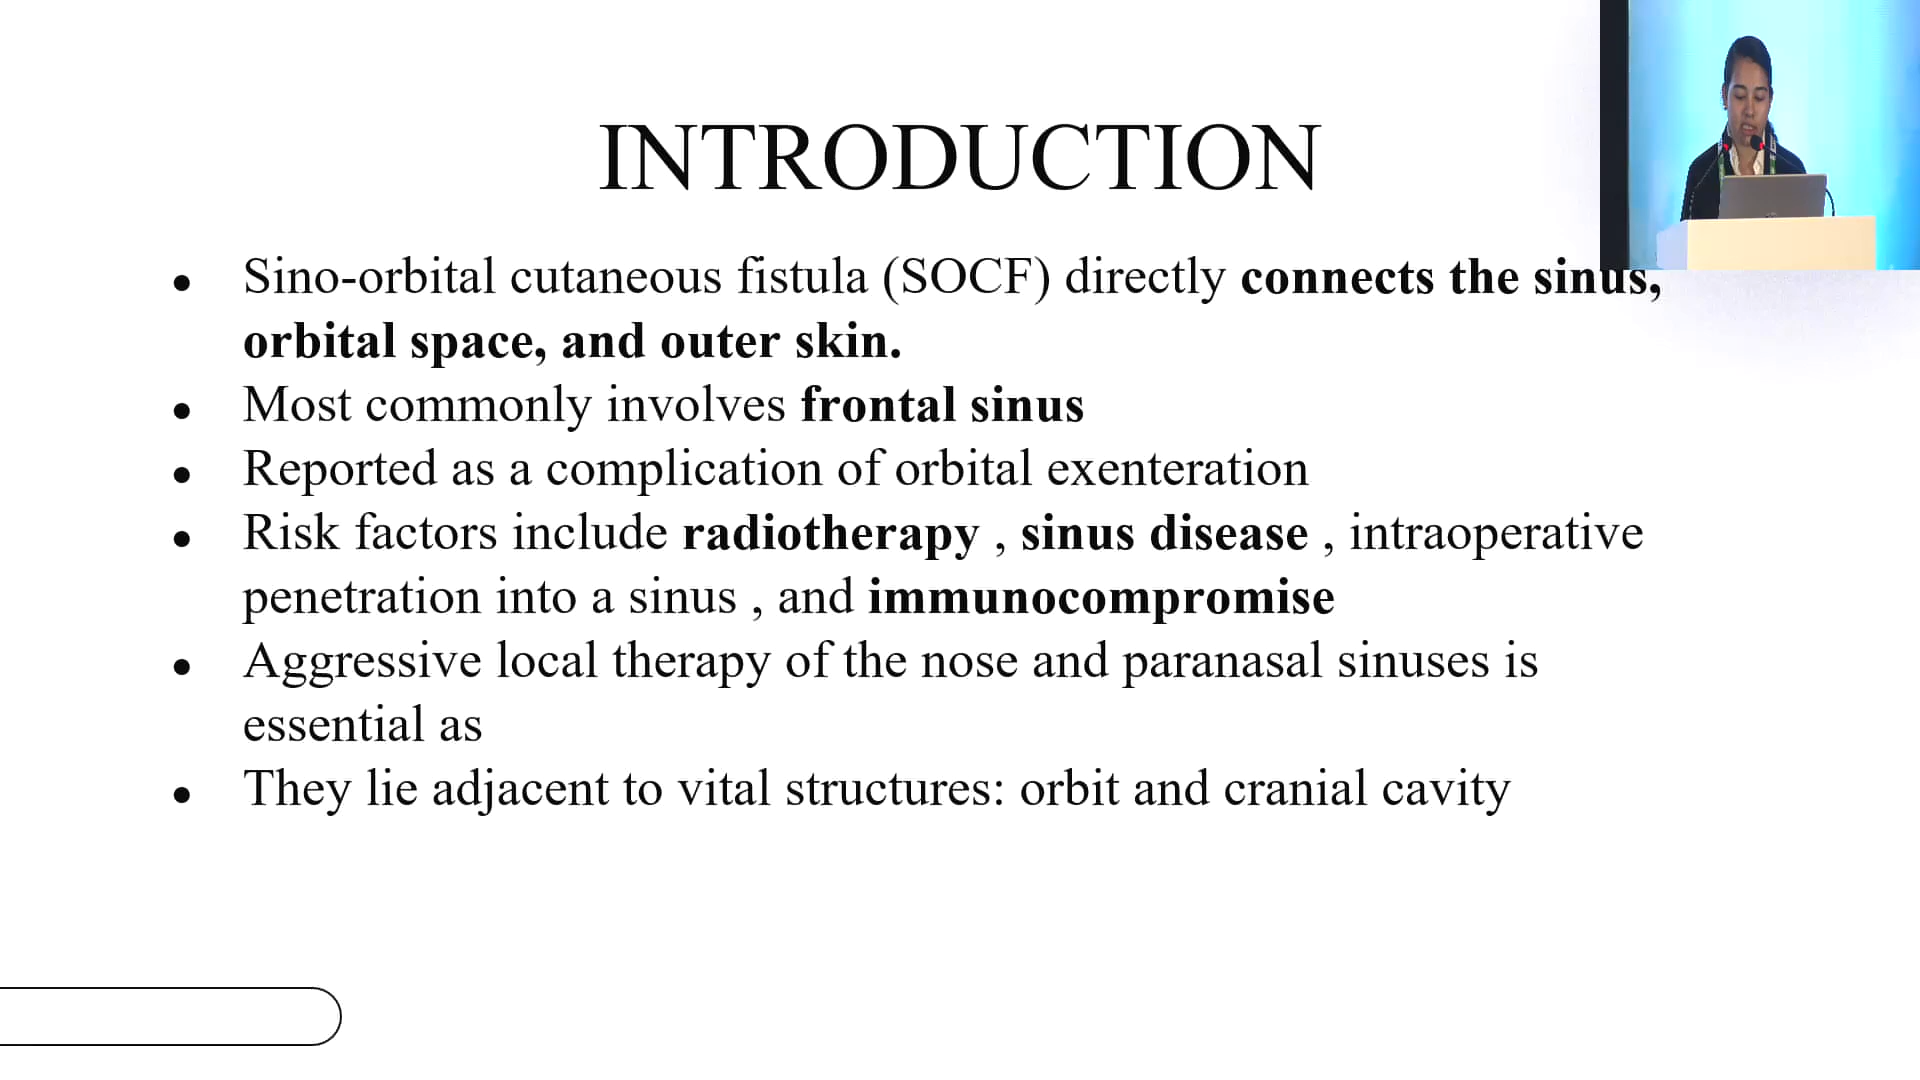 INTRODUCTION
● Sino-orbital cutaneous fistula (SOCF) directly connects the sinus,
orbital space, and outer skin.
● Most commonly involves frontal sinus
● Reported as a complication of orbital exenteration
● Risk factors include radiotherapy , sinus disease , intraoperative
penetration into a sinus , and immunocompromise
● Aggressive local therapy of the nose and paranasal sinuses is
essential as
● They lie adjacent to vital structures: orbit and cranial cavity